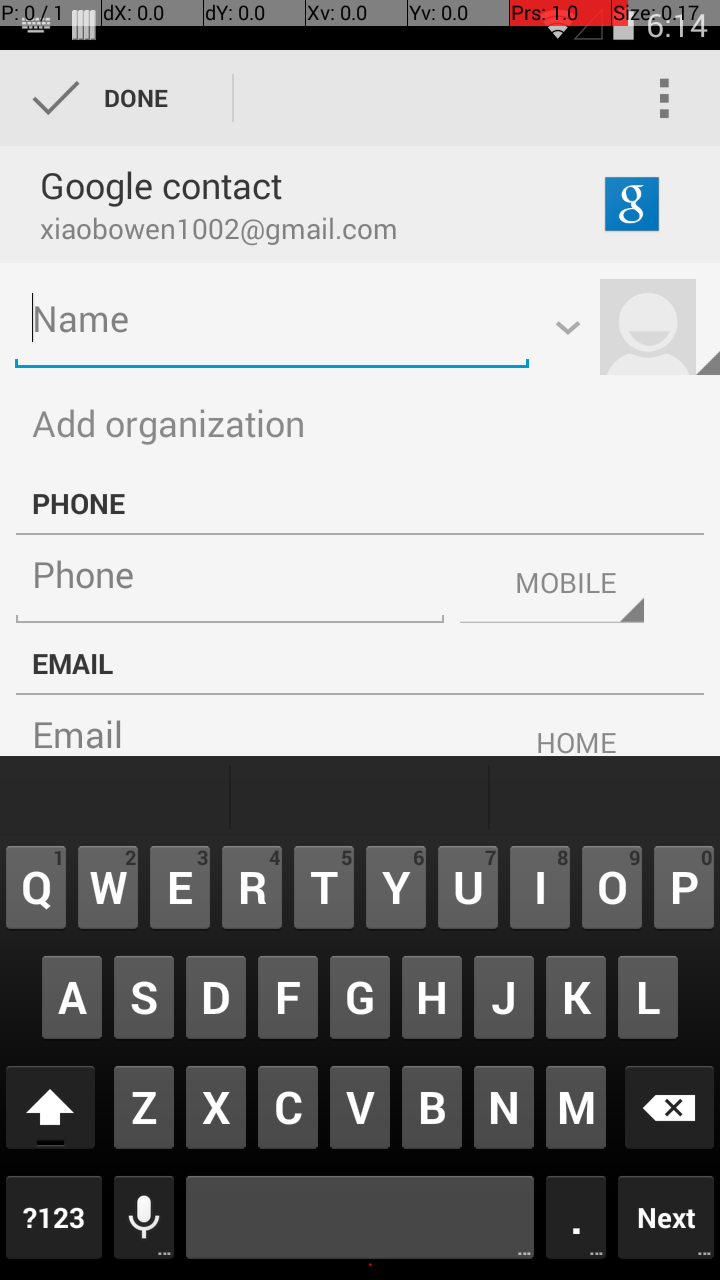 P: 0 / 1 dX: 0.0 dY: 0.0 Xv: 0.0 Yv: 0.0 Prs: 1.0 Size: 0.17
6:14
DONE
Google contact
xiaobowen1002@gmail.com
g
Name
Add organization
PHONE
Phone MOBILE
EMAIL
Email HOME
1 2 3 4 5 6 7 8 9 0
Q W E R T Y U I O P
A S D F G H J K L
Z X C V B N M
?123 ... ... . ... Next ...